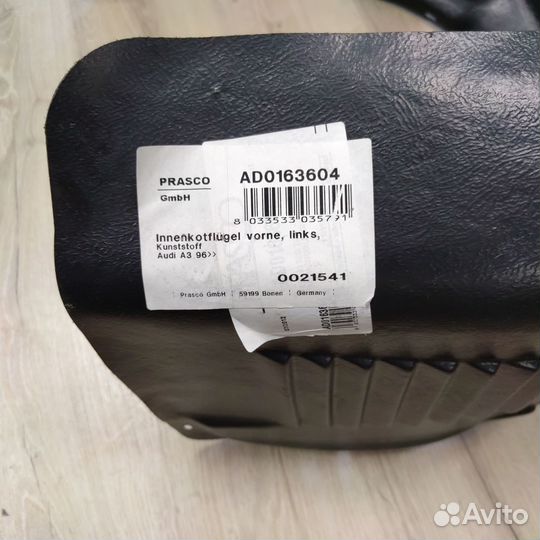 PRASCO
GmbH
AD0163604
8 033533 035791
Innenkotflügel vorne, links,
Kunststoff
Audi A3 96>>
0021541
Prasco GmbH : 59199 Bönen : Germany :
Avito